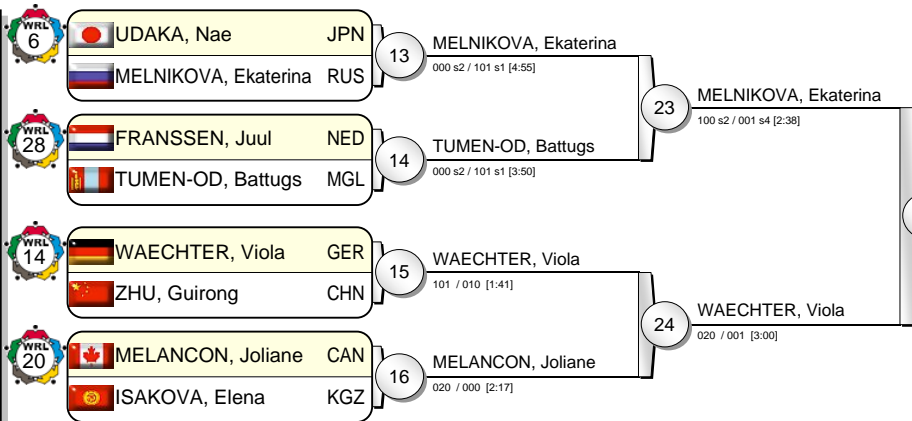 WRL
6
UDAKA, Nae JPN
MELNIKOVA, Ekaterina RUS
13
MELNIKOVA, Ekaterina
000 s2 / 101 s1 [4:55]
23
MELNIKOVA, Ekaterina
100 s2 / 001 s4 [2:38]
WRL
28
FRANSSEN, Juul NED
TUMEN-OD, Battugs MGL
14
TUMEN-OD, Battugs
000 s2 / 101 s1 [3:50]
WRL
14
WAECHTER, Viola GER
ZHU, Guirong CHN
15
WAECHTER, Viola
101 / 010 [1:41]
24
WAECHTER, Viola
020 / 001 [3:00]
WRL
20
MELANCON, Joliane CAN
ISAKOVA, Elena KGZ
16
MELANCON, Joliane
020 / 000 [2:17]